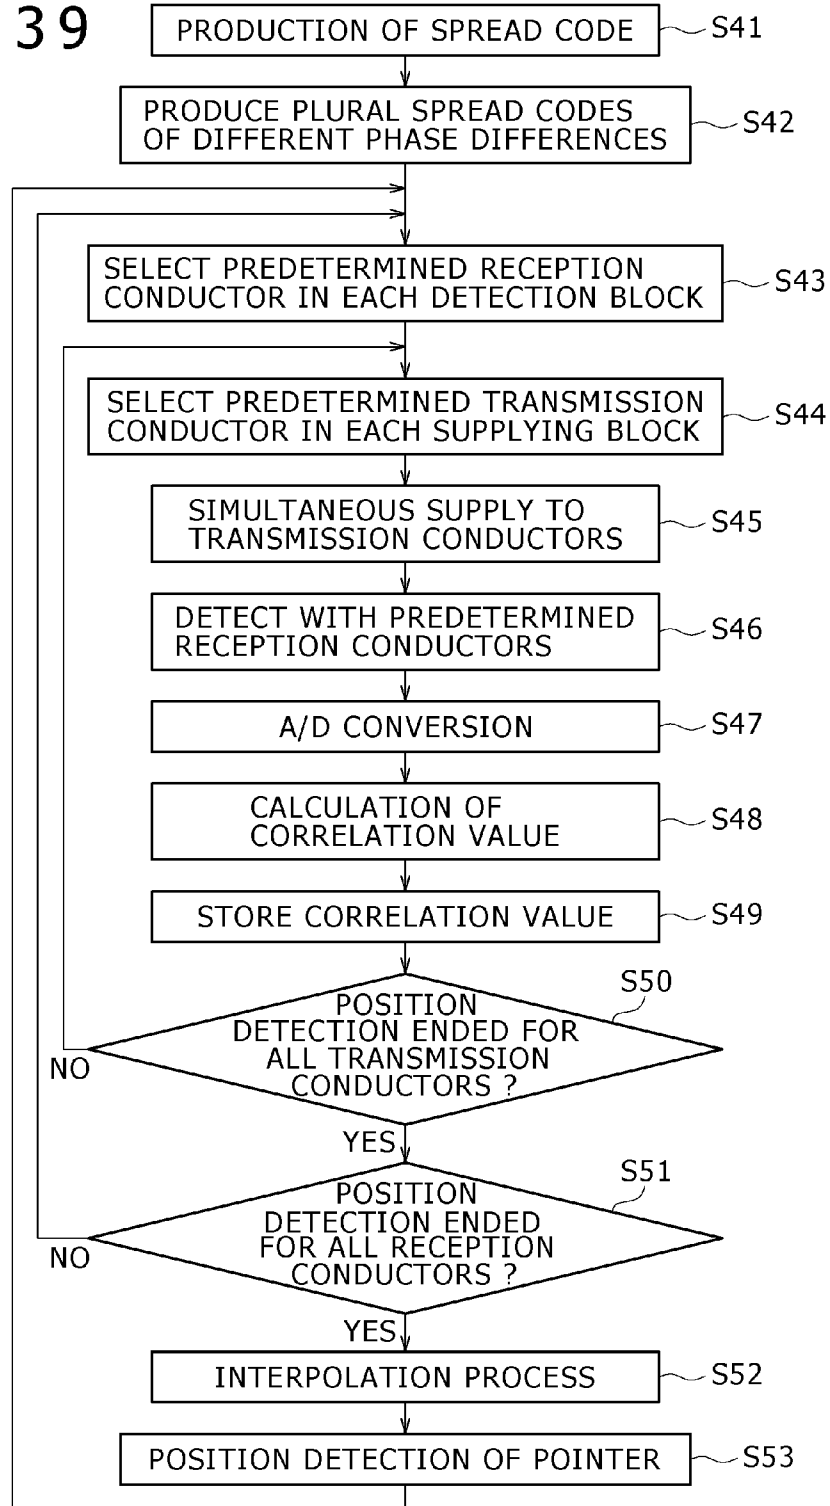 39
PRODUCTION OF SPREAD CODE
S41
PRODUCE PLURAL SPREAD CODES
OF DIFFERENT PHASE DIFFERENCES
S42
SELECT PREDETERMINED RECEPTION
CONDUCTOR IN EACH DETECTION BLOCK
S43
SELECT PREDETERMINED TRANSMISSION
CONDUCTOR IN EACH SUPPLYING BLOCK
S44
SIMULTANEOUS SUPPLY TO
TRANSMISSION CONDUCTORS
S45
DETECT WITH PREDETERMINED
RECEPTION CONDUCTORS
S46
A/D CONVERSION
S47
CALCULATION OF
CORRELATION VALUE
S48
STORE CORRELATION VALUE
S49
POSITION
DETECTION ENDED FOR
ALL TRANSMISSION
CONDUCTORS ?
S50
NO
YES
POSITION
DETECTION ENDED
FOR ALL RECEPTION
CONDUCTORS ?
S51
NO
YES
INTERPOLATION PROCESS
S52
POSITION DETECTION OF POINTER
S53